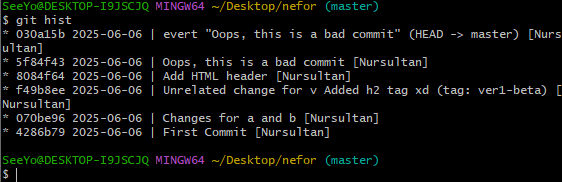 SeeYo@DESKTOP-I9JSCJQ MINGW64 ~/Desktop/nefor (master)
$ git hist
* 030a15b 2025-06-06 | evert "Oops, this is a bad commit" (HEAD -> master) [Nurs
ultan]
* 5f84f43 2025-06-06 | Oops, this is a bad commit [Nursultan]
* 8084f64 2025-06-06 | Add HTML header [Nursultan]
* f49b8ee 2025-06-06 | Unrelated change for v Added h2 tag xd (tag: ver1-beta) [
Nursultan]
* 070be96 2025-06-06 | Changes for a and b [Nursultan]
* 4286b79 2025-06-06 | First Commit [Nursultan]
SeeYo@DESKTOP-I9JSCJQ MINGW64 ~/Desktop/nefor (master)
$